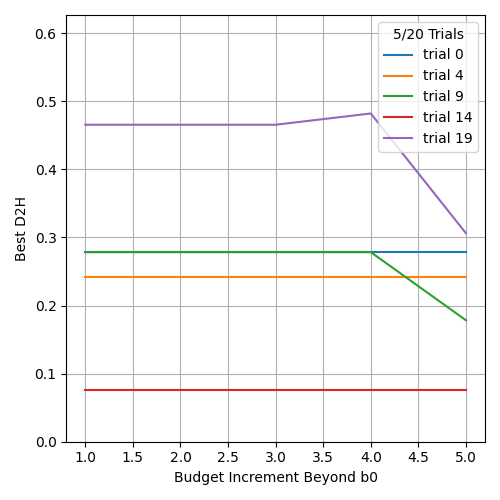 5/20 Trials
trial 0
trial 4
trial 9
trial 14
trial 19
Best D2H
0.6
0.5
0.4
0.3
0.2
0.1
0.0
1.0 1.5 2.0 2.5 3.0 3.5 4.0 4.5 5.0
Budget Increment Beyond b0